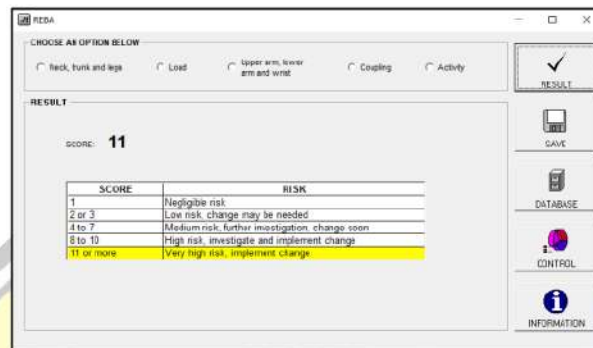 REBA
CHOOSE AN OPTION BELOW
Neck, trunk and legs
Load
Upper arm, lower
arm and wrist
Coupling
Activity
RESULT
SCORE: 11
SCORE RISK
1 Negligible risk
2 or 3 Low risk, change may be needed
4 to 7 Medium risk, further investigation, change soon
8 to 10 High risk, investigate and implement change
11 or more Very high risk, implement change
RESULT
SAVE
DATABASE
CONTROL
INFORMATION